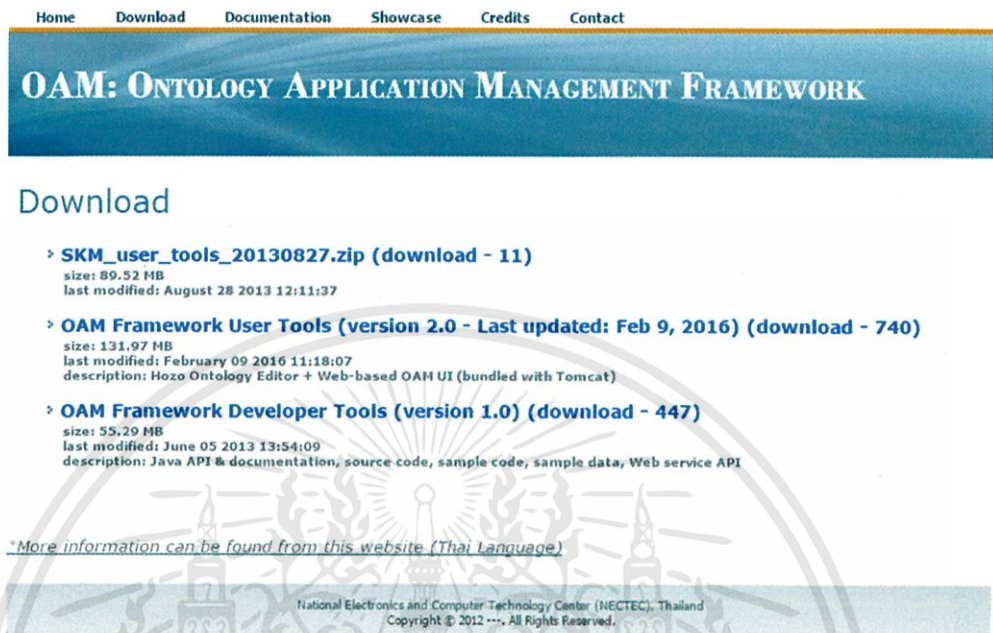 Home Download Documentation Showcase Credits Contact
OAM: ONTOLOGY APPLICATION MANAGEMENT FRAMEWORK
Download
SKM_user_tools_20130827.zip (download - 11)
size: 89.52 MB
last modified: August 28 2013 12:11:37
OAM Framework User Tools (version 2.0 - Last updated: Feb 9, 2016) (download - 740)
size: 131.97 MB
last modified: February 09 2016 11:18:07
description: Hozo Ontology Editor + Web-based OAM UI (bundled with Tomcat)
OAM Framework Developer Tools (version 1.0) (download - 447)
size: 55.29 MB
last modified: June 05 2013 13:54:09
description: Java API & documentation, source code, sample code, sample data, Web service API
*More information can be found from this website (Thai Language)
National Electronics and Computer Technology Center (NECTEC), Thailand
Copyright © 2012 ---, All Rights Reserved.